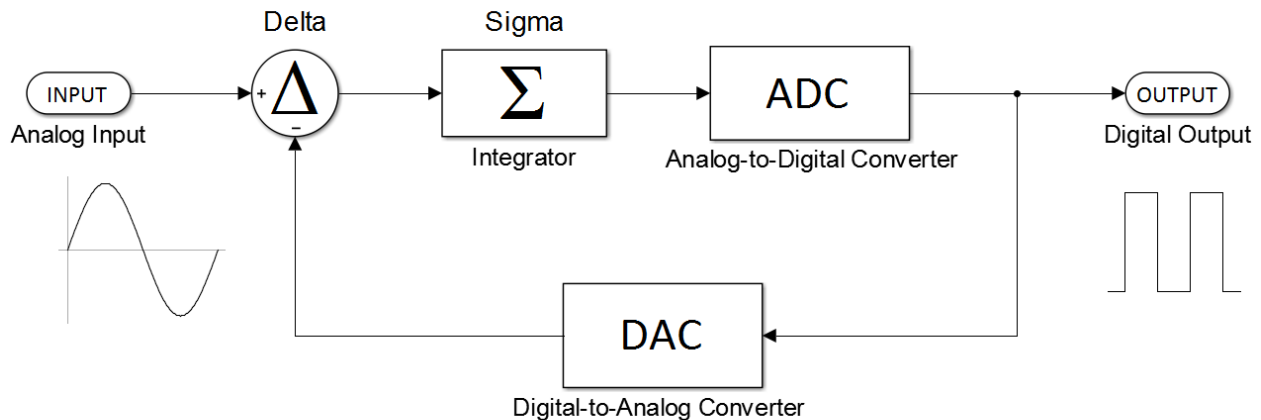 Delta
Sigma
INPUT
+
Δ
−
Σ
ADC
OUTPUT
Analog Input
Integrator
Analog-to-Digital Converter
Digital Output
DAC
Digital-to-Analog Converter